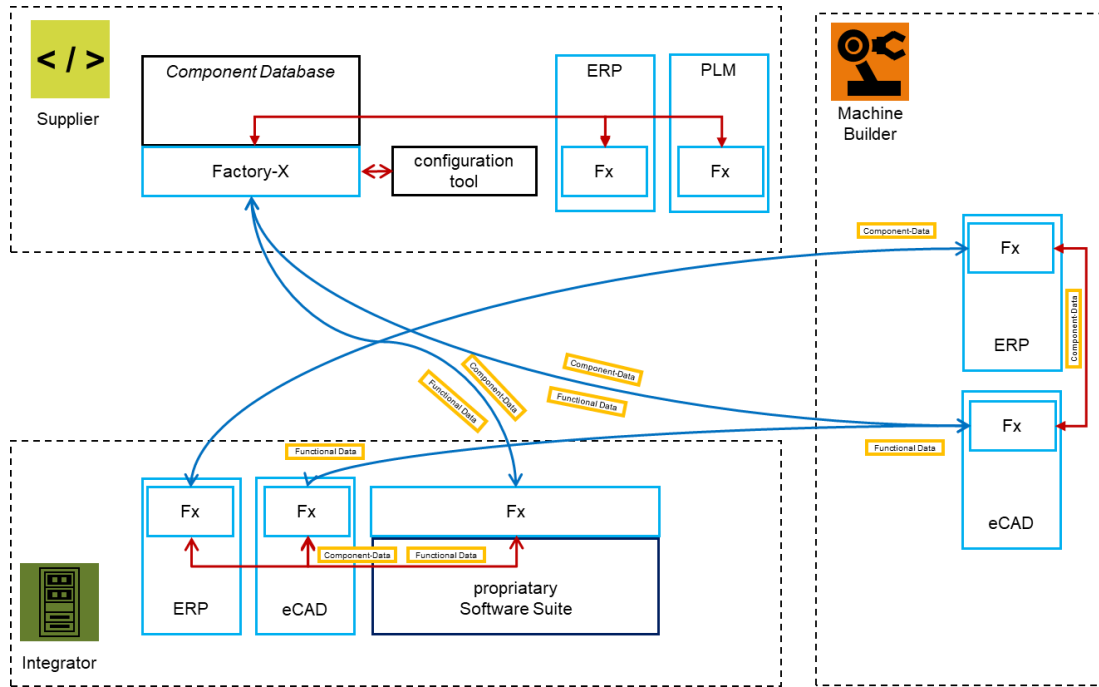 </>
Supplier
Component Database
Factory-X
configuration
tool
ERP
Fx
PLM
Fx
Machine
Builder
Component-Data
Fx
ERP
Component-Data
Fx
eCAD
Functional Data
Component-Data
Functional Data
Component-Data
Functional Data
Functional Data
Fx
ERP
Fx
eCAD
Fx
Component-Data
Functional Data
propriatary
Software Suite
Integrator